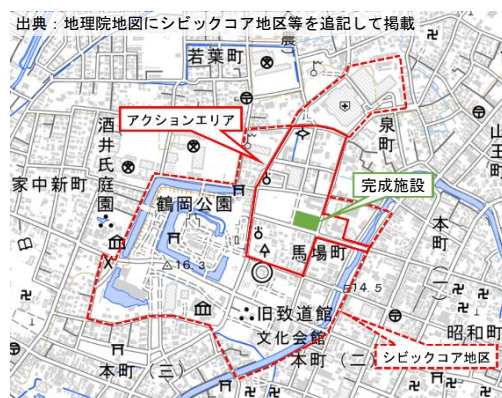 出典:地理院地図にシビックコア地区等を追記して掲載
若葉町
アクションエリア
酒井氏庭園
泉町
山王町
家中新町
完成施設
鶴岡公園
本町(一)
馬場町
16.3
14.5
旧致道館
文化会館
昭和町
シビックコア地区
本町(二)
本町(三)